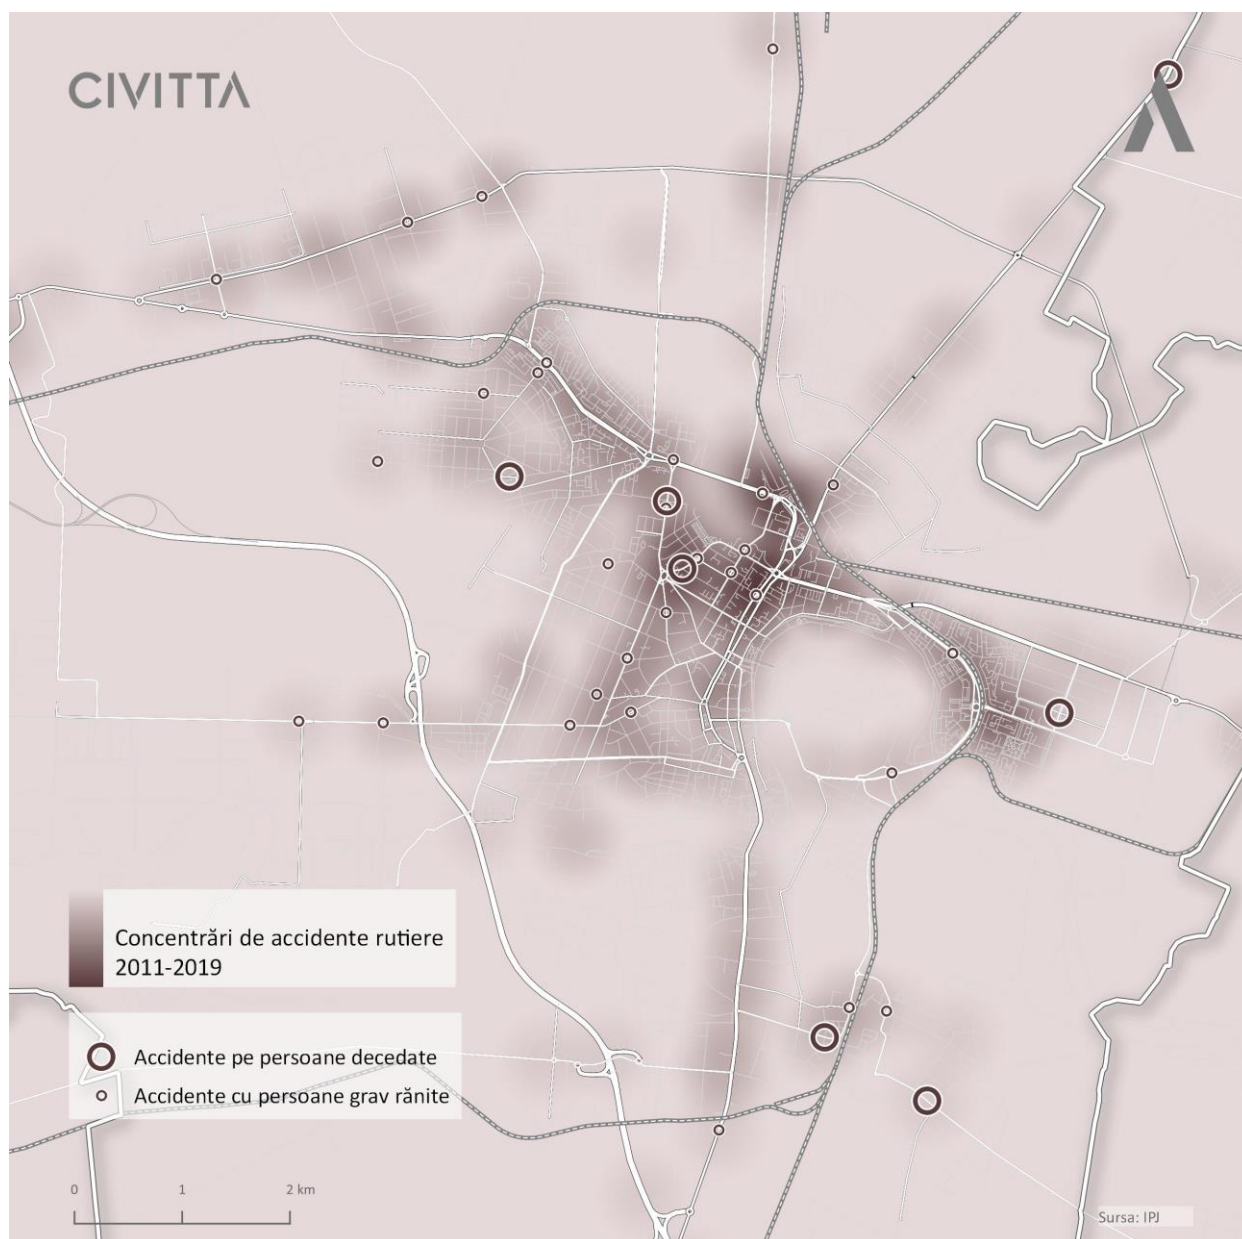 CIVITTA
Concentrări de accidente rutiere
2011-2019
Accidente pe persoane decedate
Accidente cu persoane grav rănite
0 1 2 km
Sursa: IPJ